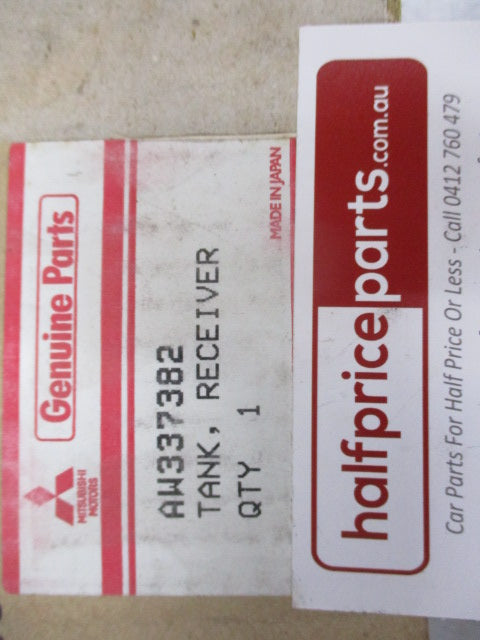 MITSUBISHI
MOTORS
Genuine Parts
AW337382
TANK, RECEIVER
QTY 1
MADE IN JAPAN
halfpriceparts.com.au
Car Parts For Half Price Or Less - Call 0412 760 479